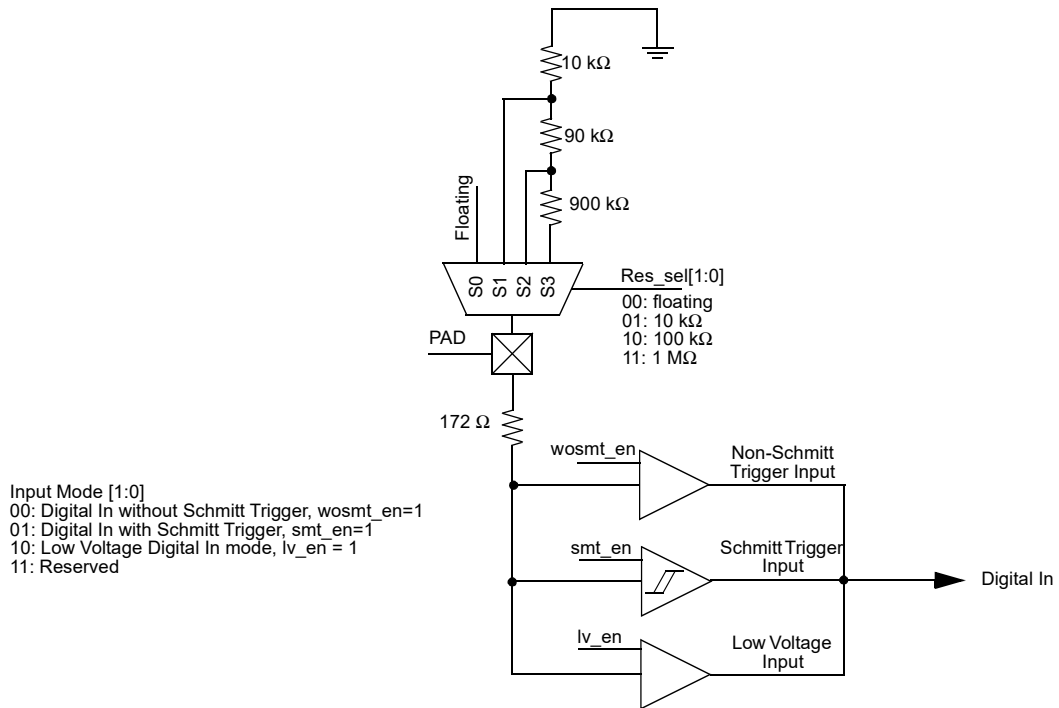 10 kΩ
90 kΩ
900 kΩ
Floating
S0
S1
S2
S3
Res_sel[1:0]
00: floating
01: 10 kΩ
10: 100 kΩ
11: 1 MΩ
PAD
172 Ω
wosmt_en
Non-Schmitt
Trigger Input
Input Mode [1:0]
00: Digital In without Schmitt Trigger, wosmt_en=1
01: Digital In with Schmitt Trigger, smt_en=1
10: Low Voltage Digital In mode, lv_en = 1
11: Reserved
smt_en
Schmitt Trigger
Input
Digital In
lv_en
Low Voltage
Input